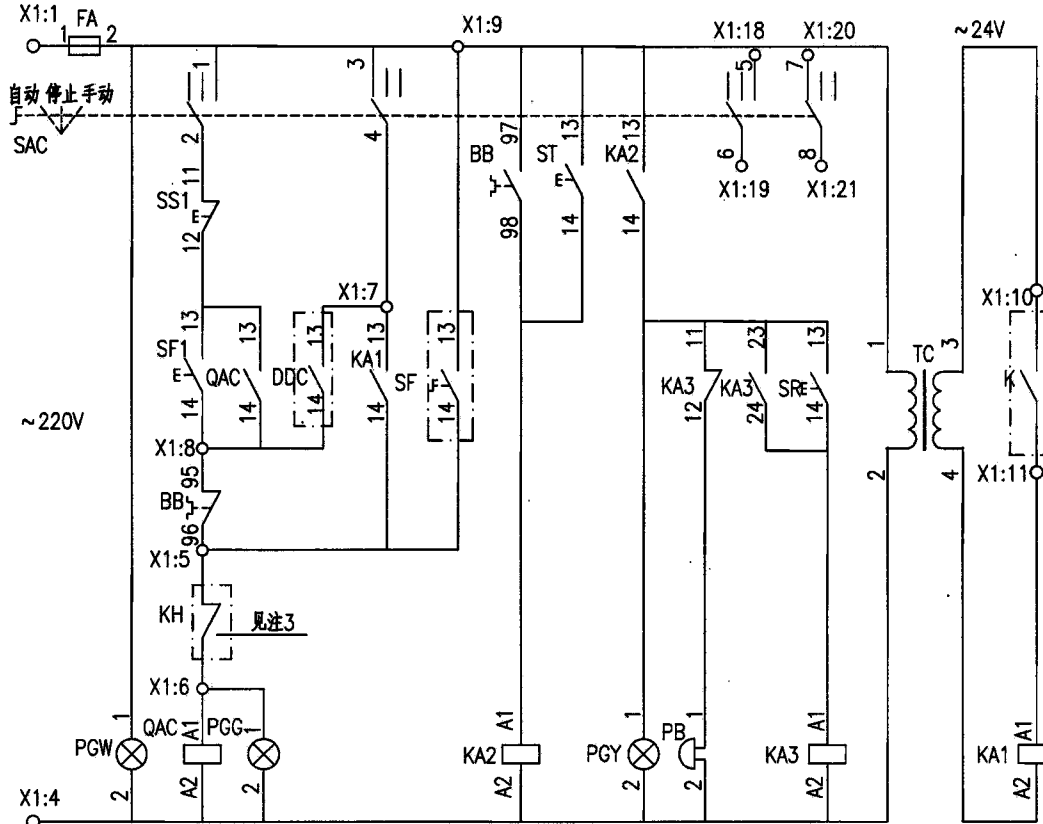 X1:1
FA
1 2
X1:9
X1:18
X1:20
~24V
自动 停止 手动
SAC
1
2
3
4
5
6
7
8
X1:19
X1:21
11
SS1
E
12
BB
97
98
ST
13
E
14
KA2
13
14
X1:7
X1:10
SF1
13
E
14
QAC
13
14
DDC
13
14
KA1
13
14
SF
13
14
KA3
11
12
KA3
23
24
SR
13
E
14
1
2
TC
3
4
K
~220V
X1:8
X1:11
95
BB
96
X1:5
KH
见注3
X1:6
PGW
1
2
QAC
A1
A2
PGG
1
2
KA2
A1
A2
PGY
1
2
PB
1
2
KA3
A1
A2
KA1
A1
A2
X1:4